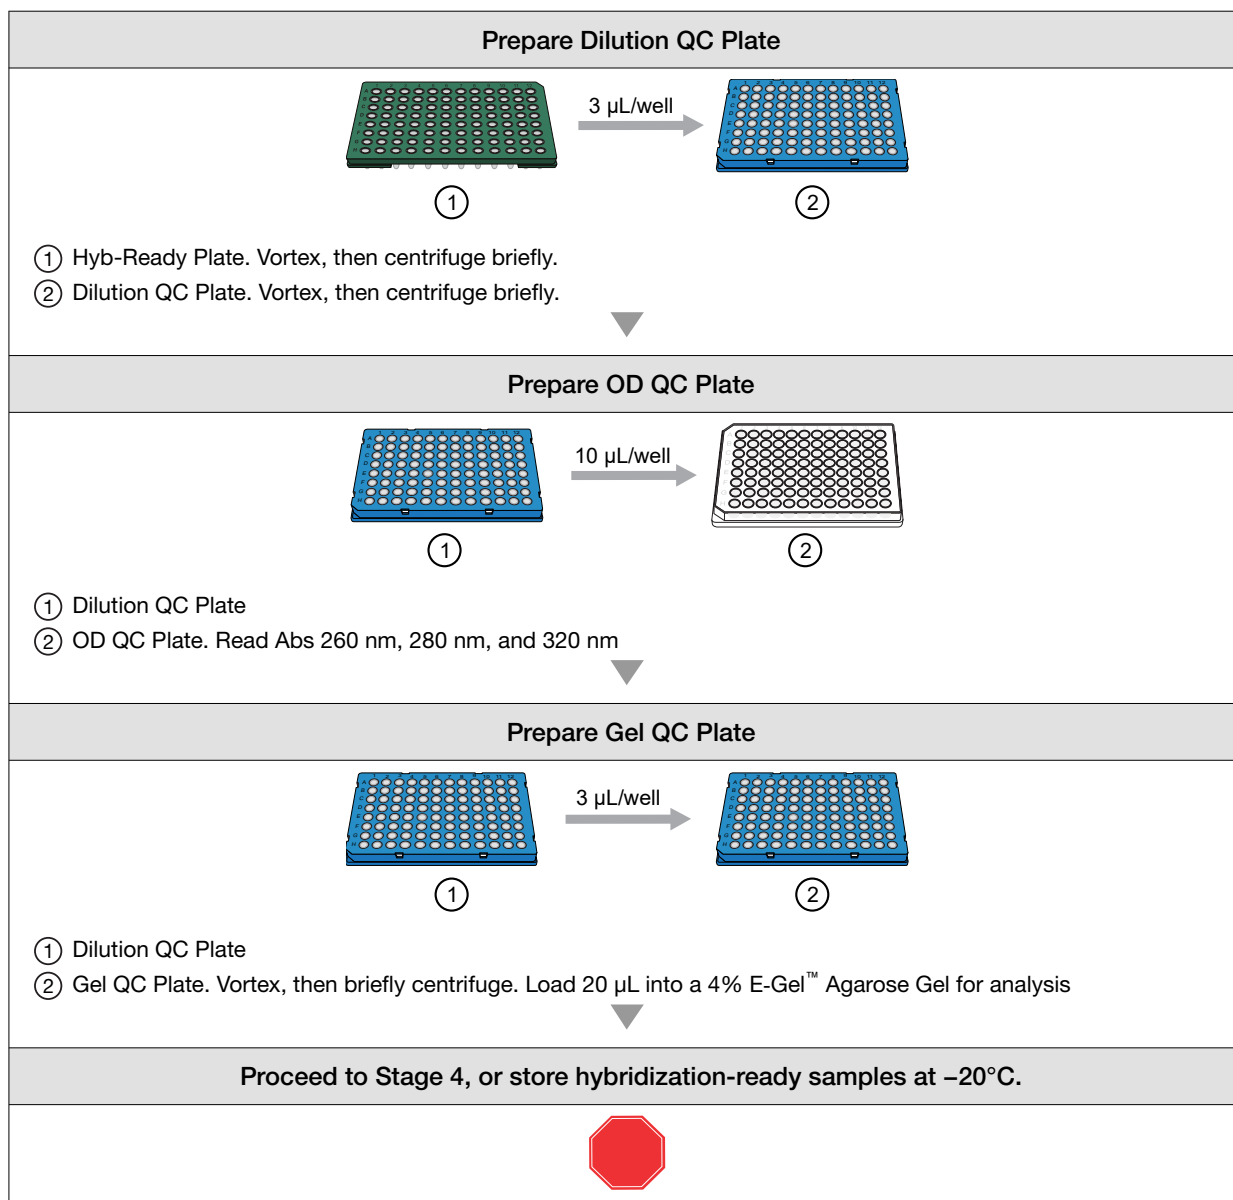 Prepare Dilution QC Plate
3 µL/well
1 2
1 Hyb-Ready Plate. Vortex, then centrifuge briefly.
2 Dilution QC Plate. Vortex, then centrifuge briefly.
Prepare OD QC Plate
10 µL/well
1 2
1 Dilution QC Plate
2 OD QC Plate. Read Abs 260 nm, 280 nm, and 320 nm
Prepare Gel QC Plate
3 µL/well
1 2
1 Dilution QC Plate
2 Gel QC Plate. Vortex, then briefly centrifuge. Load 20 µL into a 4% E-Gel™ Agarose Gel for analysis
Proceed to Stage 4, or store hybridization-ready samples at –20°C.